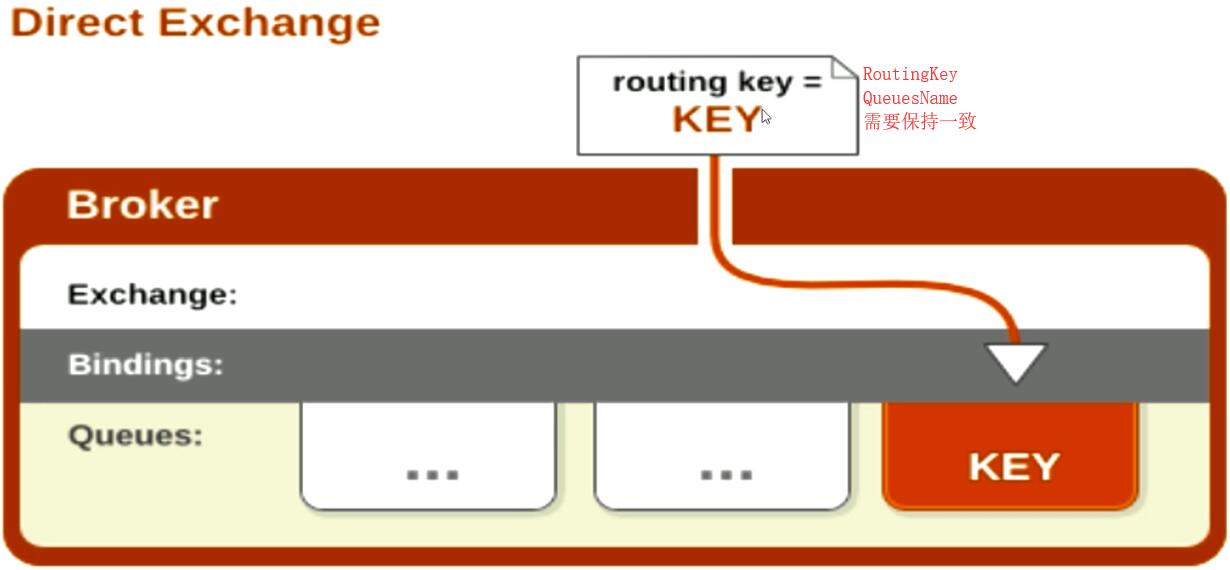 Direct Exchange
routing key =
KEY
RoutingKey
QueuesName
需要保持一致
Broker
Exchange:
Bindings:
Queues:
...
...
KEY